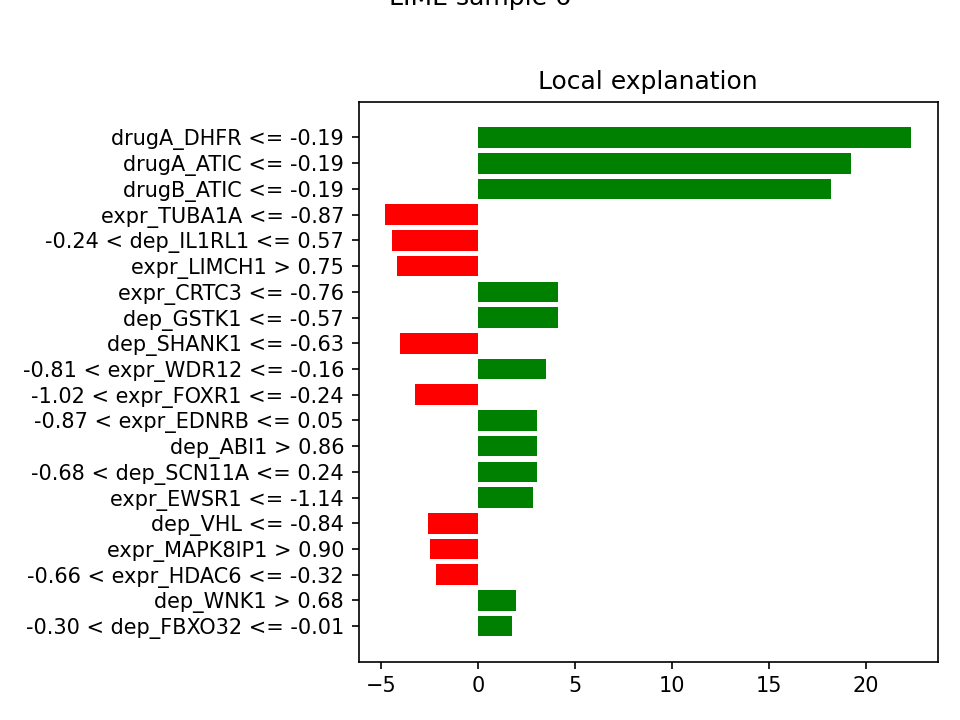 LIME sample 6
Local explanation
drugA_DHFR <= -0.19
drugA_ATIC <= -0.19
drugB_ATIC <= -0.19
expr_TUBA1A <= -0.87
-0.24 < dep_IL1RL1 <= 0.57
expr_LIMCH1 > 0.75
expr_CRTC3 <= -0.76
dep_GSTK1 <= -0.57
dep_SHANK1 <= -0.63
-0.81 < expr_WDR12 <= -0.16
-1.02 < expr_FOXR1 <= -0.24
-0.87 < expr_EDNRB <= 0.05
dep_ABI1 > 0.86
-0.68 < dep_SCN11A <= 0.24
expr_EWSR1 <= -1.14
dep_VHL <= -0.84
expr_MAPK8IP1 > 0.90
-0.66 < expr_HDAC6 <= -0.32
dep_WNK1 > 0.68
-0.30 < dep_FBXO32 <= -0.01
−5 0 5 10 15 20